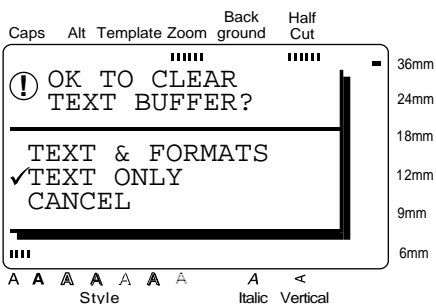 Caps Alt Template Zoom Back ground Half Cut
OK TO CLEAR
TEXT BUFFER?
TEXT & FORMATS
✓TEXT ONLY
CANCEL
36mm
24mm
18mm
12mm
9mm
6mm
A A A A A A A A A
Style Italic Vertical